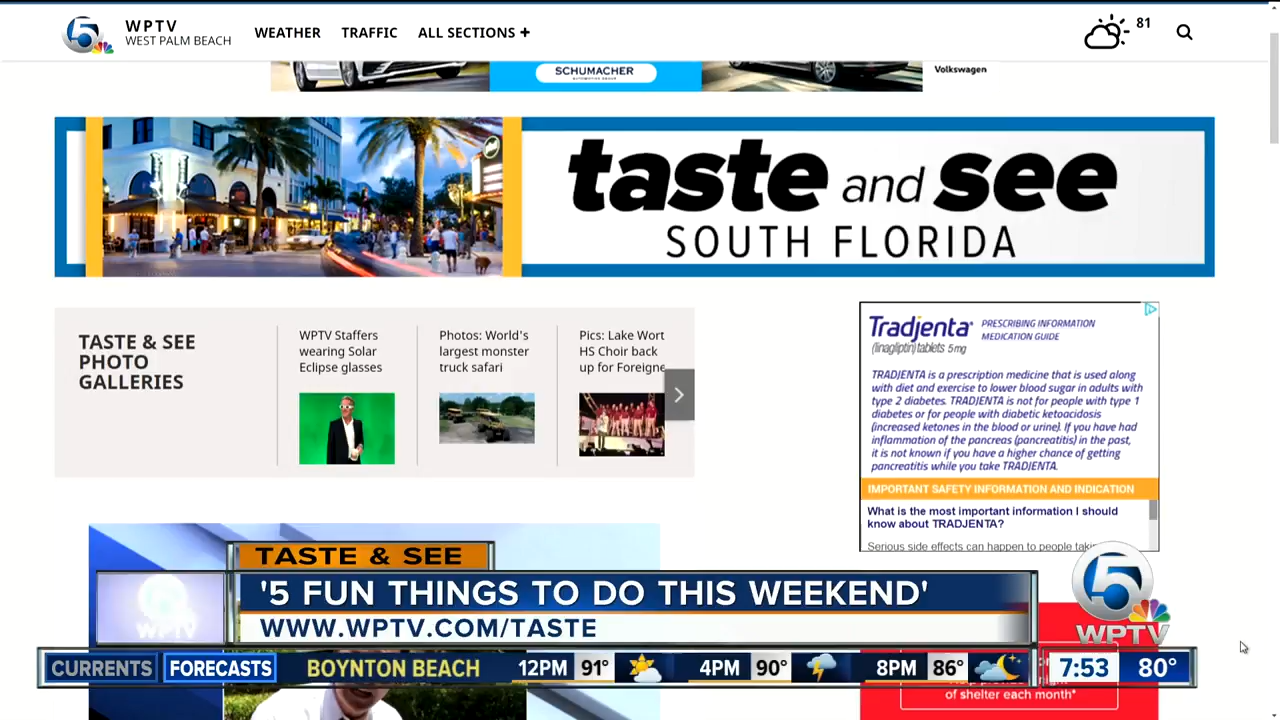 WPTV
WEST PALM BEACH
WEATHER
TRAFFIC
ALL SECTIONS +
81
SCHUMACHER
Volkswagen
taste and see
SOUTH FLORIDA
TASTE & SEE
PHOTO
GALLERIES
WPTV Staffers
wearing Solar
Eclipse glasses
Photos: World's
largest monster
truck safari
Pics: Lake Wort
HS Choir back
up for Foreigne
Tradjenta
(linagliptin) tablets 5mg
PRESCRIBING INFORMATION
MEDICATION GUIDE
TRADJENTA is a prescription medicine that is used along
with diet and exercise to lower blood sugar in adults with
type 2 diabetes. TRADJENTA is not for people with type 1
diabetes or for people with diabetic ketoacidosis
(increased ketones in the blood or urine). If you have had
inflammation of the pancreas (pancreatitis) in the past,
it is not known if you have a higher chance of getting
pancreatitis while you take TRADJENTA.
IMPORTANT SAFETY INFORMATION AND INDICATION
What is the most important information I should
know about TRADJENTA?
Serious side effects can happen to people taki
TASTE & SEE
'5 FUN THINGS TO DO THIS WEEKEND'
WWW.WPTV.COM/TASTE
5
WPTV
CURRENTS
FORECASTS
BOYNTON BEACH
12PM 91°
4PM 90°
8PM 86°
7:53
80°
of shelter each month*